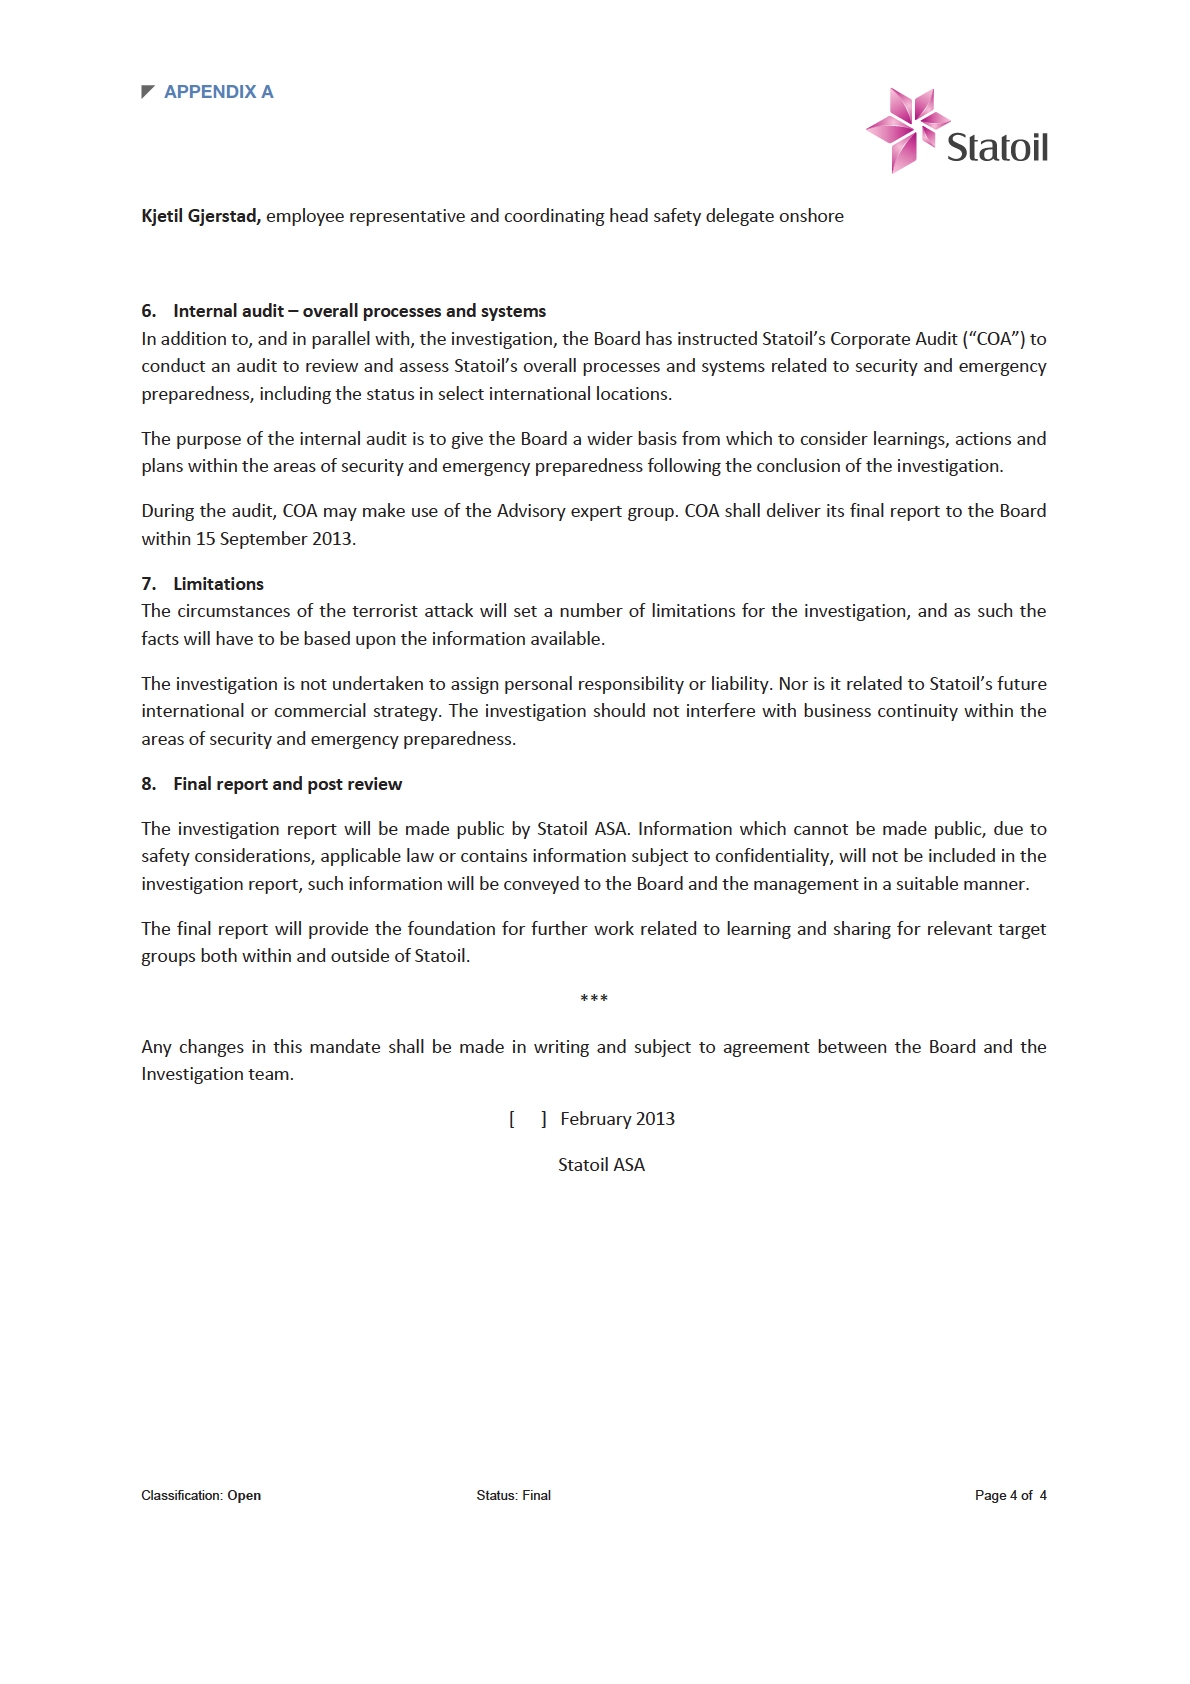 APPENDIX A
Statoil
Kjetil Gjerstad, employee representative and coordinating head safety delegate onshore
6. Internal audit – overall processes and systems
In addition to, and in parallel with, the investigation, the Board has instructed Statoil’s Corporate Audit (“COA”) to
conduct an audit to review and assess Statoil’s overall processes and systems related to security and emergency
preparedness, including the status in select international locations.
The purpose of the internal audit is to give the Board a wider basis from which to consider learnings, actions and
plans within the areas of security and emergency preparedness following the conclusion of the investigation.
During the audit, COA may make use of the Advisory expert group. COA shall deliver its final report to the Board
within 15 September 2013.
7. Limitations
The circumstances of the terrorist attack will set a number of limitations for the investigation, and as such the
facts will have to be based upon the information available.
The investigation is not undertaken to assign personal responsibility or liability. Nor is it related to Statoil’s future
international or commercial strategy. The investigation should not interfere with business continuity within the
areas of security and emergency preparedness.
8. Final report and post review
The investigation report will be made public by Statoil ASA. Information which cannot be made public, due to
safety considerations, applicable law or contains information subject to confidentiality, will not be included in the
investigation report, such information will be conveyed to the Board and the management in a suitable manner.
The final report will provide the foundation for further work related to learning and sharing for relevant target
groups both within and outside of Statoil.
***
Any changes in this mandate shall be made in writing and subject to agreement between the Board and the
Investigation team.
[ ] February 2013
Statoil ASA
Classification: Open Status: Final Page 4 of 4